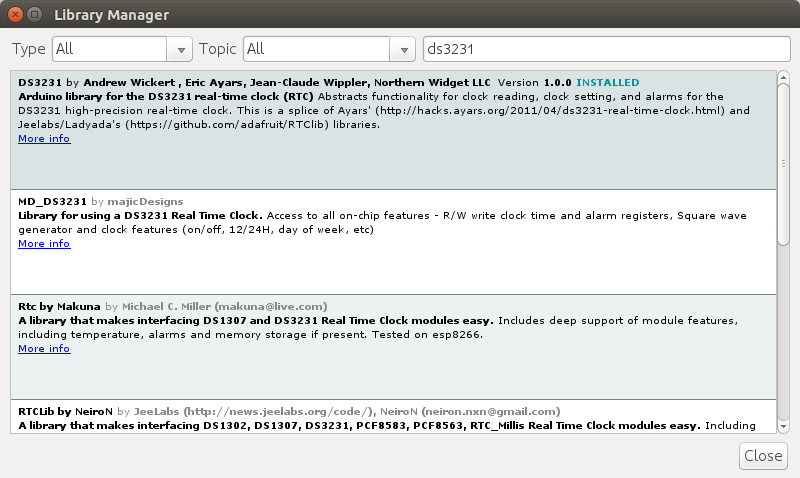 Library Manager
Type All Topic All ds3231
DS3231 by Andrew Wickert , Eric Ayars, Jean-Claude Wippler, Northern Widget LLC Version 1.0.0 INSTALLED
Arduino library for the DS3231 real-time clock (RTC) Abstracts functionality for clock reading, clock setting, and alarms for the
DS3231 high-precision real-time clock. This is a splice of Ayars' (http://hacks.ayars.org/2011/04/ds3231-real-time-clock.html) and
Jeelabs/Ladyada's (https://github.com/adafruit/RTClib) libraries.
More info
MD_DS3231 by majicDesigns
Library for using a DS3231 Real Time Clock. Access to all on-chip features - R/W write clock time and alarm registers, Square wave
generator and clock features (on/off, 12/24H, day of week, etc)
More info
Rtc by Makuna by Michael C. Miller (makuna@live.com)
A library that makes interfacing DS1307 and DS3231 Real Time Clock modules easy. Includes deep support of module features,
including temperature, alarms and memory storage if present. Tested on esp8266.
More info
RTCLib by NeiroN by JeeLabs (http://news.jeelabs.org/code/), NeiroN (neiron.nxn@gmail.com)
A library that makes interfacing DS1302, DS1307, DS3231, PCF8583, PCF8563, RTC_Millis Real Time Clock modules easy. Including
Close